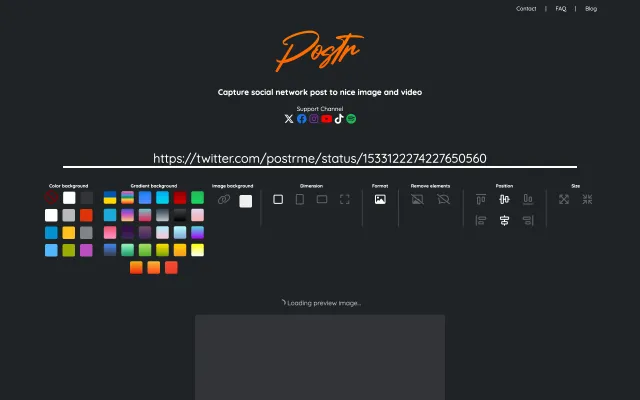 Contact | FAQ | Blog
Postr
Capture social network post to nice image and video
Support Channel
https://twitter.com/postrme/status/1533122274227650560
Color background Gradient background Image background Dimension Format Remove elements Position Size
Loading preview image...